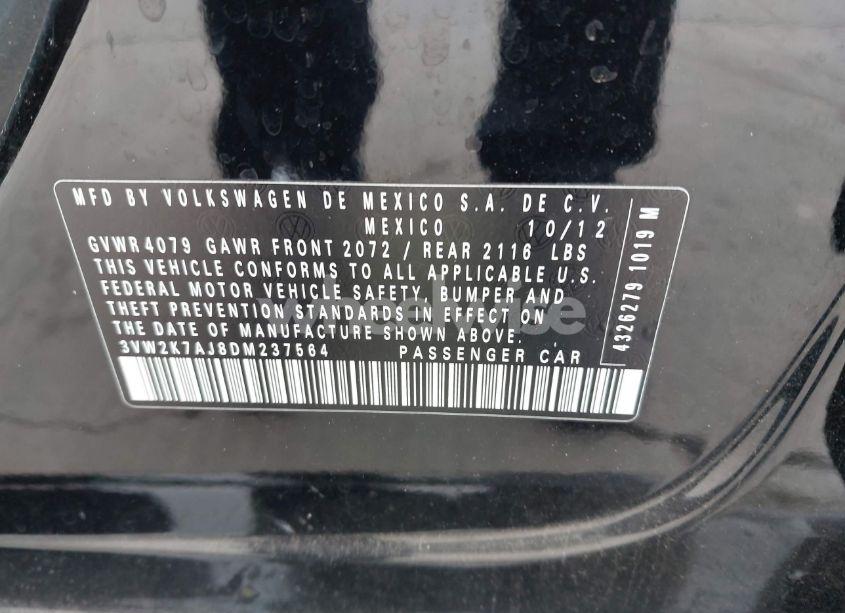 MFD BY VOLKSWAGEN DE MEXICO S.A. DE C.V.
MEXICO 10/12
GVWR 4079 GAWR FRONT 2072 / REAR 2116 LBS
THIS VEHICLE CONFORMS TO ALL APPLICABLE U.S.
FEDERAL MOTOR VEHICLE SAFETY, BUMPER AND
THEFT PREVENTION STANDARDS IN EFFECT ON
THE DATE OF MANUFACTURE SHOWN ABOVE.
3VW2K7AJ8DM237564 PASSENGER CAR
4326279 1019 M
wheelwise